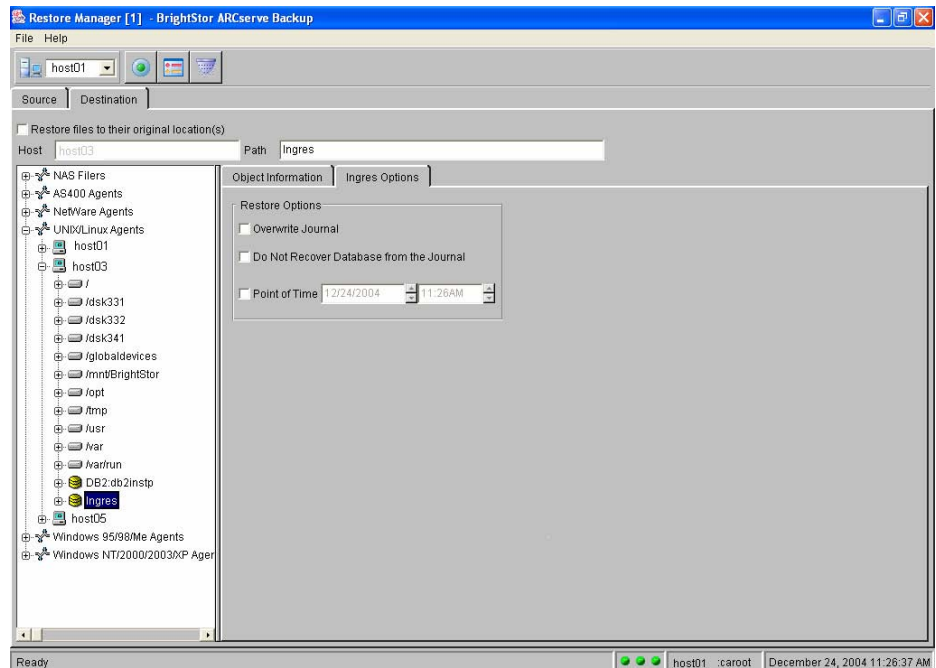 Restore Manager [1] - BrightStor ARCserve Backup
File Help
host01
Source Destination
Restore files to their original location(s)
Host host03 Path Ingres
NAS Filers
AS400 Agents
NetWare Agents
UNIX/Linux Agents
host01
host03
/
/dsk331
/dsk332
/dsk341
/globaldevices
/mnt/BrightStor
/opt
/tmp
/usr
/var
/var/run
DB2:db2instp
Ingres
host05
Windows 95/98/Me Agents
Windows NT/2000/2003/XP Ager
Object Information Ingres Options
Restore Options
Overwrite Journal
Do Not Recover Database from the Journal
Point of Time 12/24/2004 11:26AM
Ready host01 :caroot December 24, 2004 11:26:37 AM